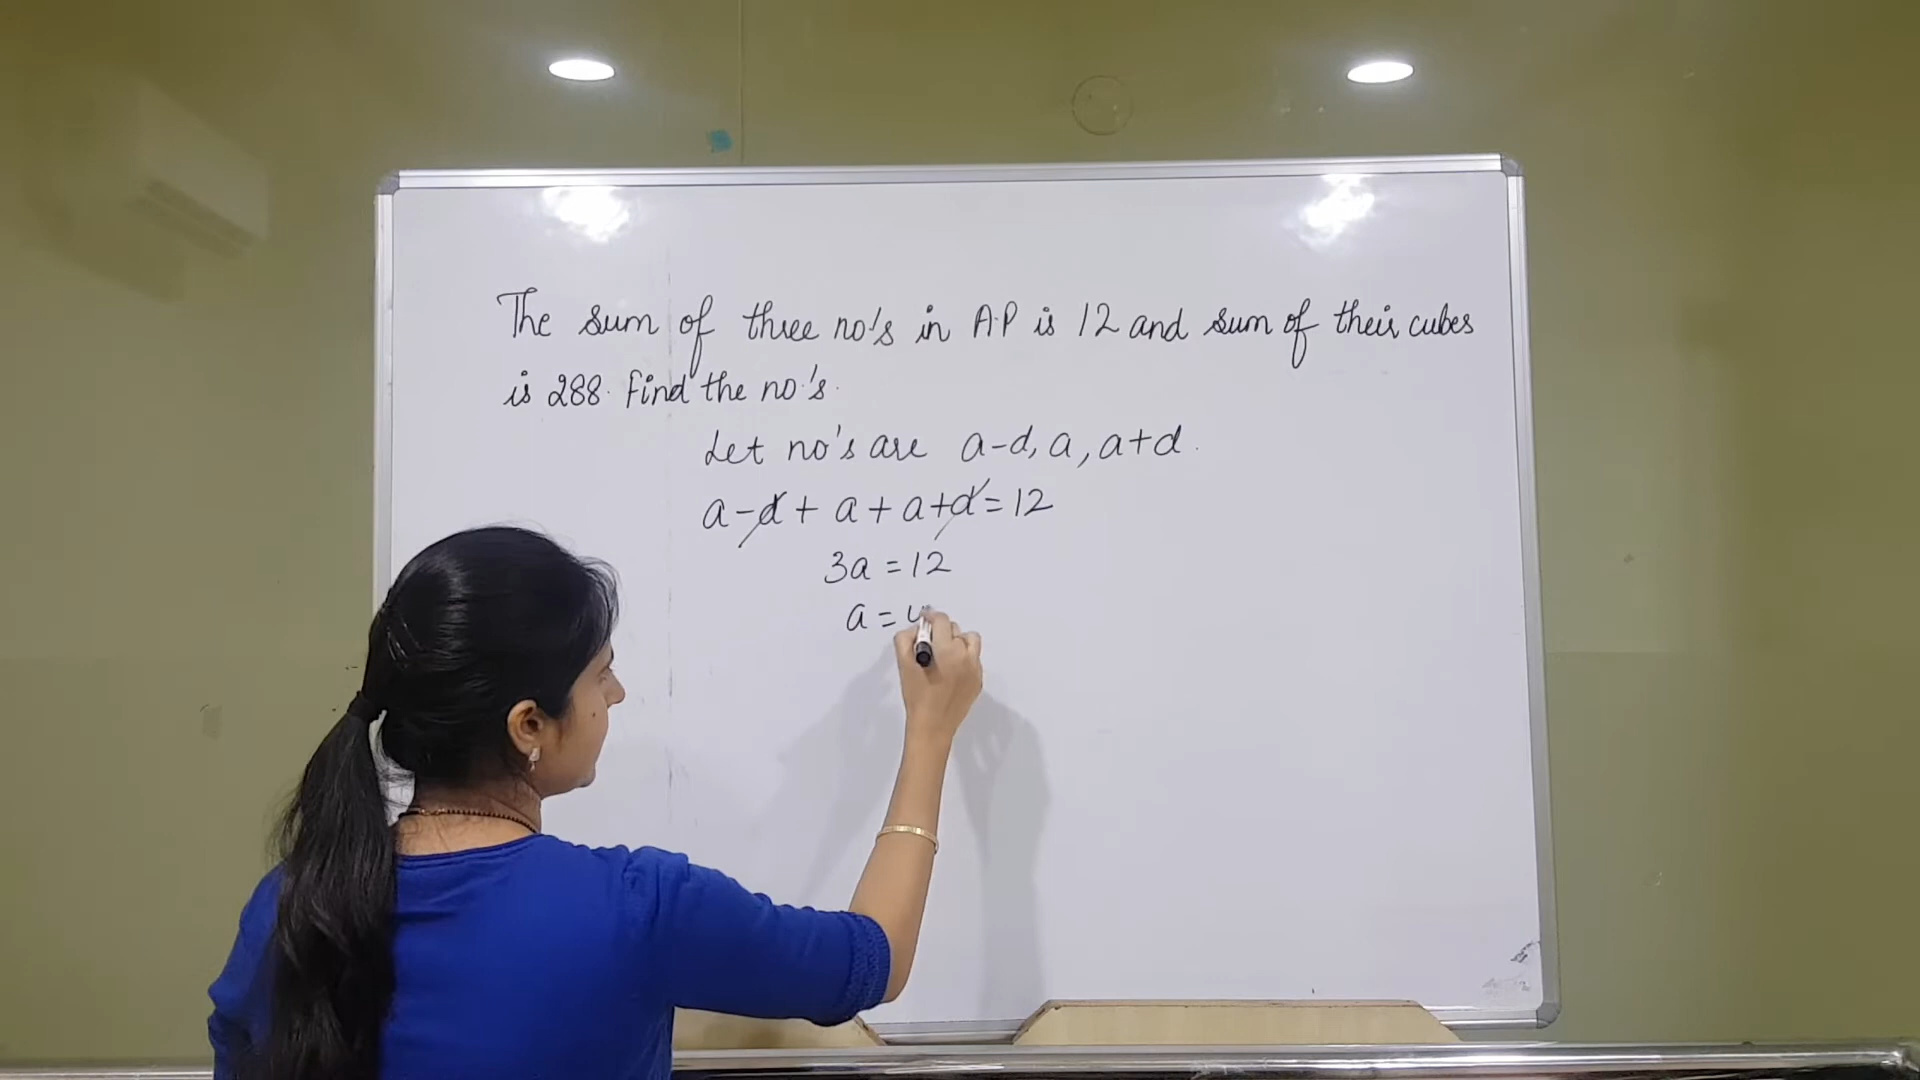 The sum of three no's in A.P is 12 and sum of their cubes
is 288. Find the no.'s.
Let no's are a-d, a, a+d.
a-d + a + a+d = 12
3a = 12
a = 4